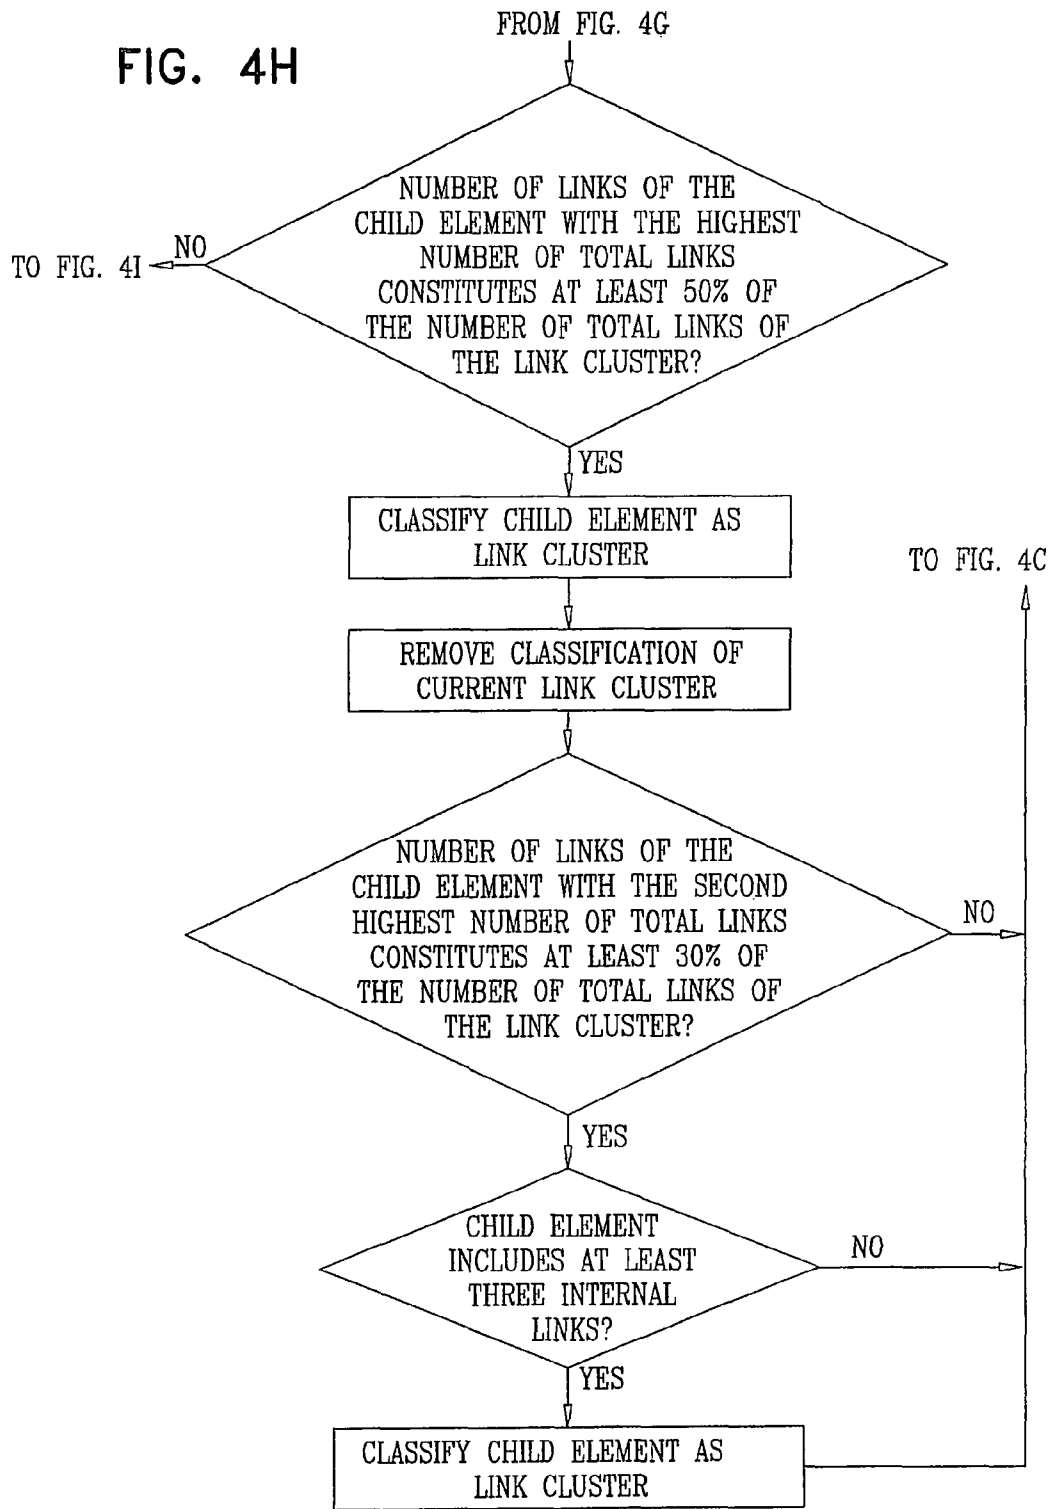 FROM FIG. 4G
FIG. 4H
NUMBER OF LINKS OF THE
CHILD ELEMENT WITH THE HIGHEST
NUMBER OF TOTAL LINKS
CONSTITUTES AT LEAST 50% OF
THE NUMBER OF TOTAL LINKS OF
THE LINK CLUSTER?
NO
TO FIG. 4I
YES
CLASSIFY CHILD ELEMENT AS
LINK CLUSTER
TO FIG. 4C
REMOVE CLASSIFICATION OF
CURRENT LINK CLUSTER
NUMBER OF LINKS OF THE
CHILD ELEMENT WITH THE SECOND
HIGHEST NUMBER OF TOTAL LINKS
CONSTITUTES AT LEAST 30% OF
THE NUMBER OF TOTAL LINKS OF
THE LINK CLUSTER?
NO
YES
CHILD ELEMENT
INCLUDES AT LEAST
THREE INTERNAL
LINKS?
NO
YES
CLASSIFY CHILD ELEMENT AS
LINK CLUSTER